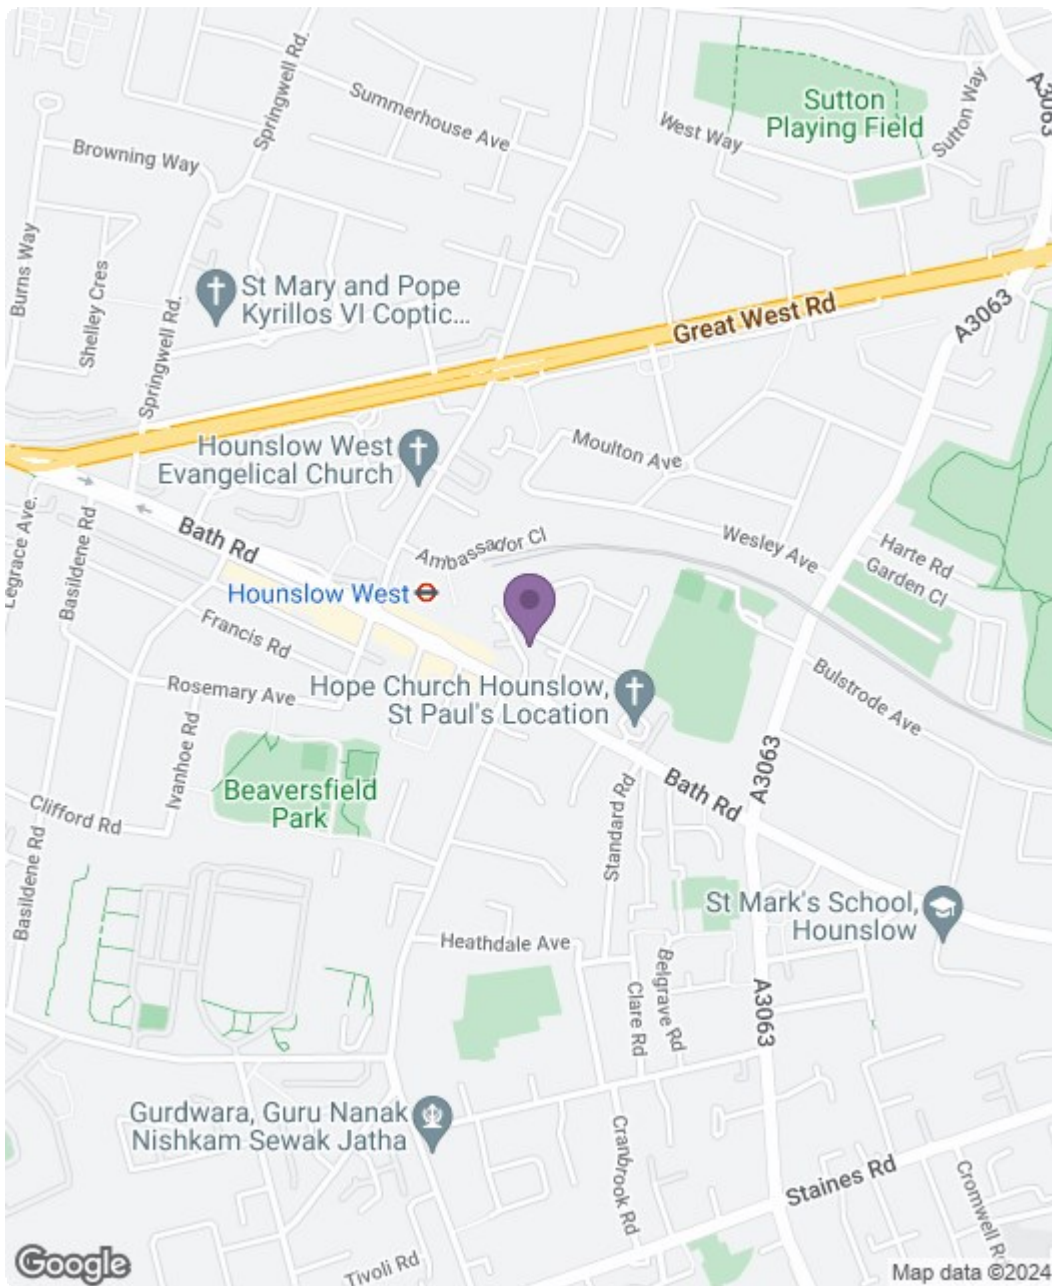 Springwell Rd.
Summerhouse Ave
Sutton
Playing Field
A3063
Sutton Way
West Way
Browning Way
Burns Way
Shelley Cres
St Mary and Pope
Kyrillos VI Coptic...
Great West Rd
A3063
Springwell Rd.
Hounslow West
Evangelical Church
Moulton Ave
Legrace Ave.
Basildene Rd
Bath Rd
Ambassador Cl
Wesley Ave
Harte Rd
Garden Cl
Hounslow West
Francis Rd
Rosemary Ave
Hope Church Hounslow,
St Paul's Location
Bulstrode Ave
Ivanhoe Rd
A3063
Beaversfield
Park
Bath Rd
Clifford Rd
Standard Rd
Basildene Rd
St Mark's School,
Hounslow
Heathdale Ave
Belgrave Rd
Clare Rd
A3063
Gurdwara, Guru Nanak
Nishkam Sewak Jatha
Cranbrook Rd
Staines Rd
Cromwell R
Tivoli Rd
Google
Map data ©2024